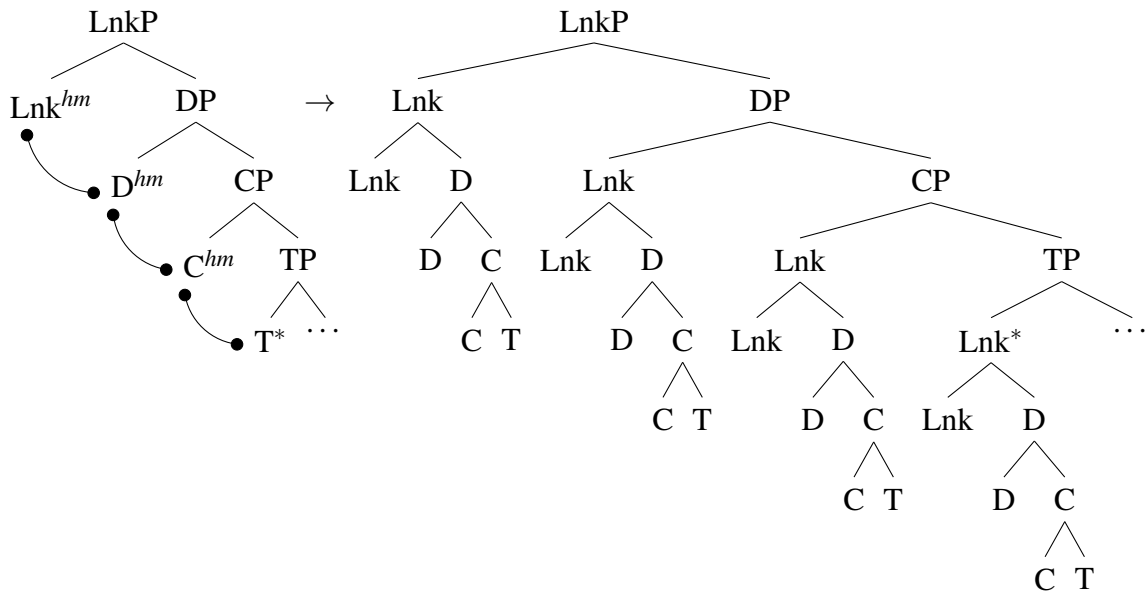 LnkP LnkP
Lnk^hm DP → Lnk DP
D^hm CP Lnk D Lnk CP
C^hm TP D C Lnk D Lnk TP
T* ... C T D C Lnk D Lnk* ...
C T D C Lnk D
C T D C
C T